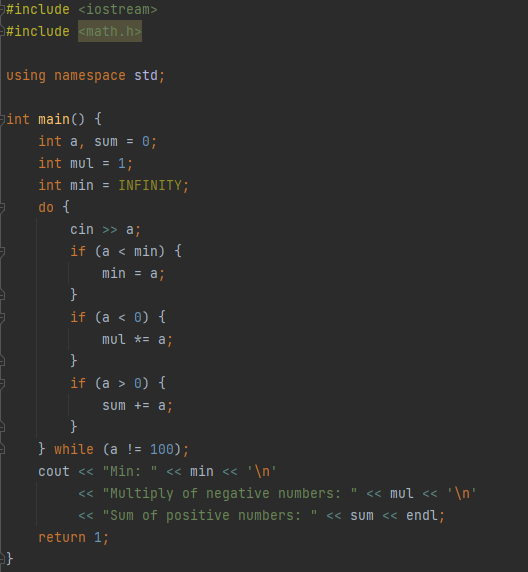 #include <iostream>
#include <math.h>
using namespace std;
int main() {
int a, sum = 0;
int mul = 1;
int min = INFINITY;
do {
cin >> a;
if (a < min) {
min = a;
}
if (a < 0) {
mul *= a;
}
if (a > 0) {
sum += a;
}
} while (a != 100);
cout << "Min: " << min << '\n'
<< "Multiply of negative numbers: " << mul << '\n'
<< "Sum of positive numbers: " << sum << endl;
return 1;
}